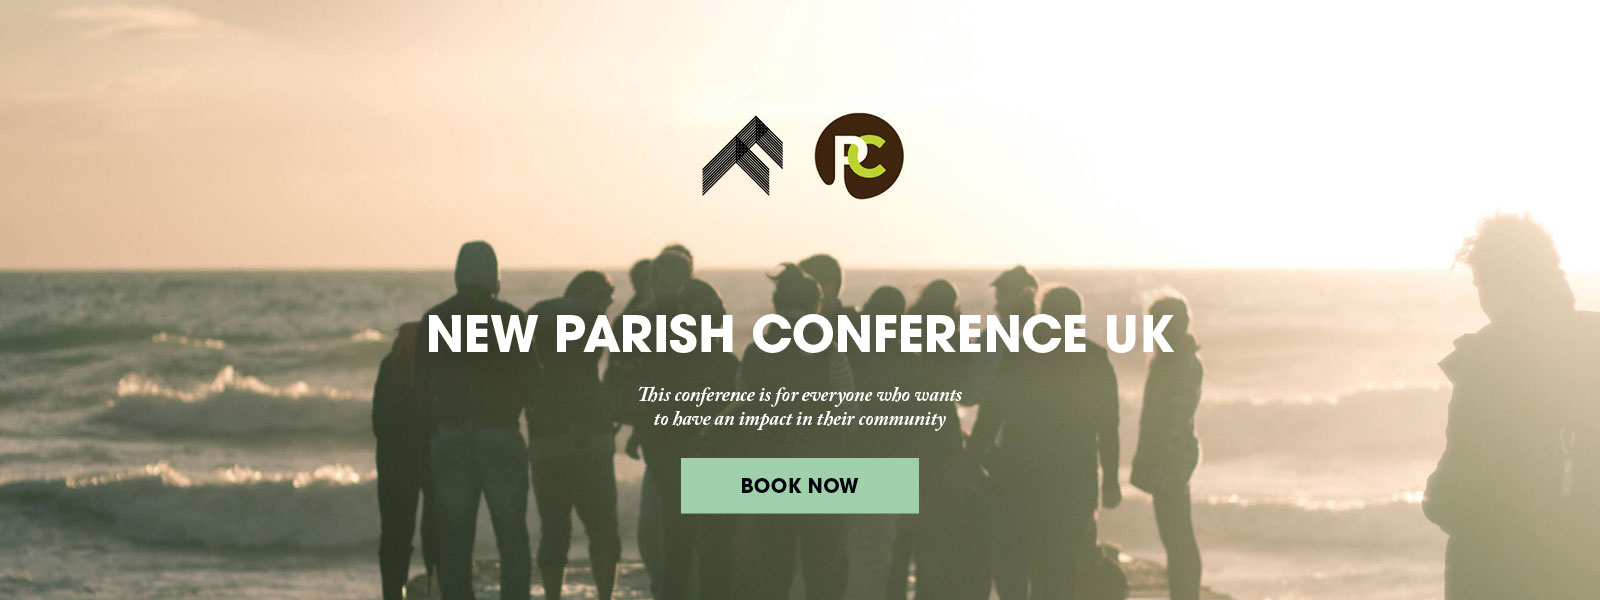 PC
NEW PARISH CONFERENCE UK
This conference is for everyone who wants
to have an impact in their community
BOOK NOW